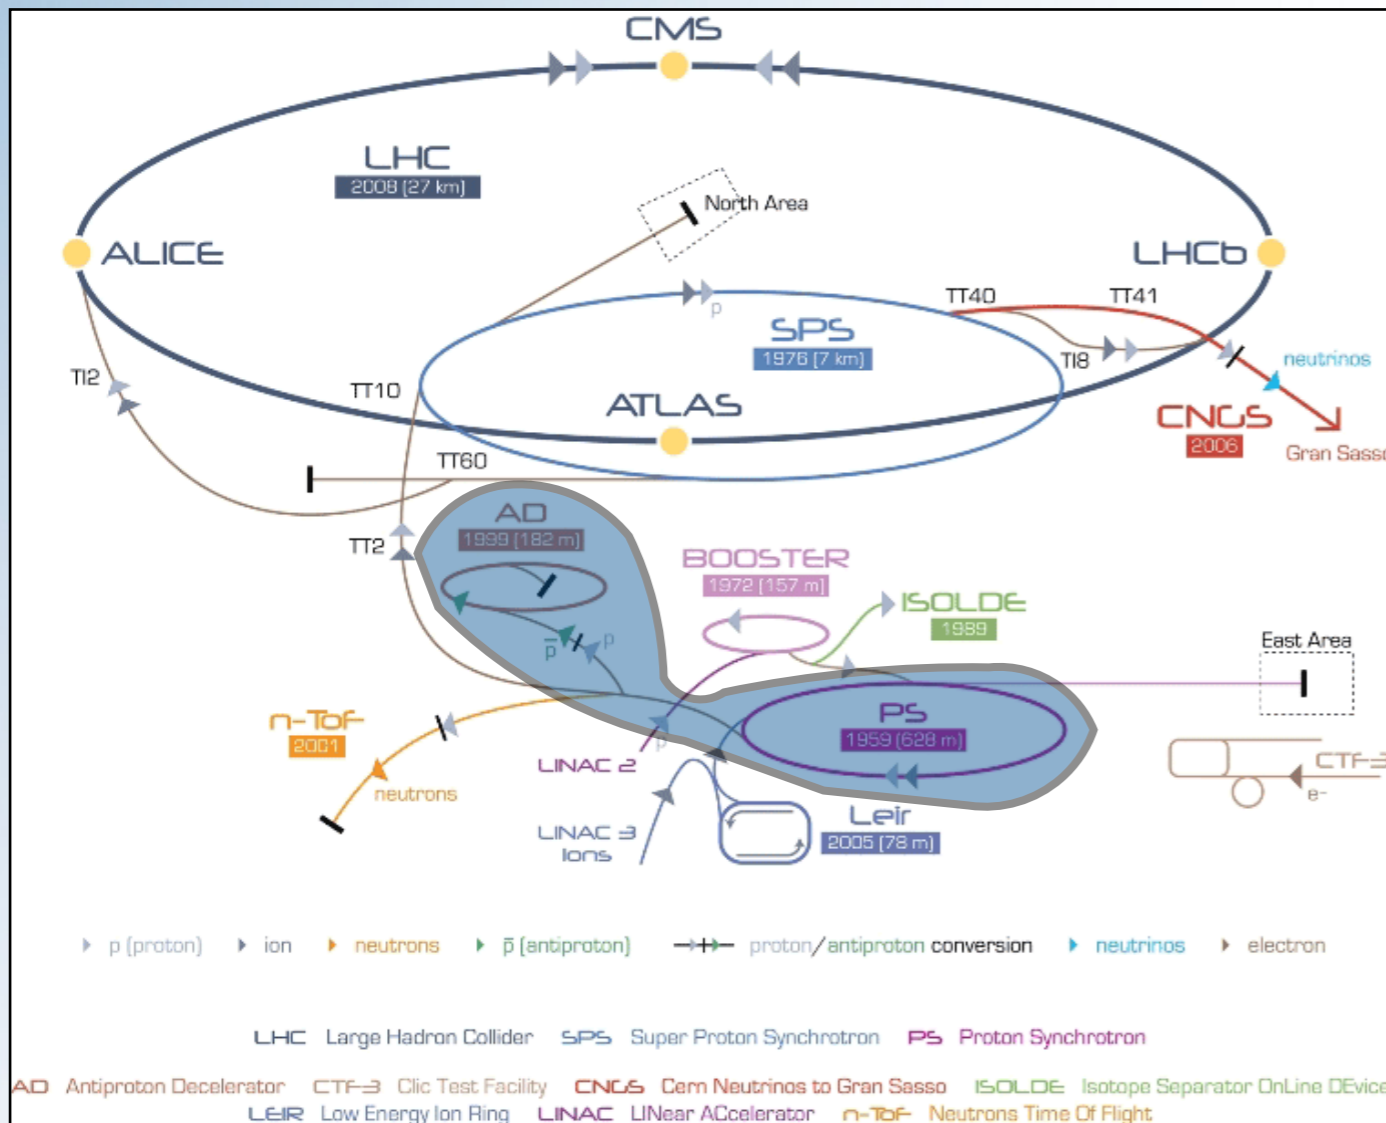 CMS
LHC
2008 (27 km)
North Area
ALICE
LHCb
p
TT40
TT41
SPS
1976 (7 km)
TI8
neutrinos
TI2
TT10
ATLAS
CNGS
2006
Gran Sasso
TT60
AD
1999 (182 m)
TT2
BOOSTER
1972 (157 m)
ISOLDE
1989
p̅
p
East Area
n-ToF
2001
PS
1959 (628 m)
p
LINAC 2
neutrons
CTF-3
e-
Leir
2005 (78 m)
LINAC 3
Ions
p (proton)
ion
neutrons
p̅ (antiproton)
proton/antiproton conversion
neutrinos
electron
LHC Large Hadron Collider SPS Super Proton Synchrotron PS Proton Synchrotron
AD Antiproton Decelerator CTF-3 Clic Test Facility CNGS Cern Neutrinos to Gran Sasso ISOLDE Isotope Separator OnLine DEvice
LEIR Low Energy Ion Ring LINAC LINear ACcelerator n-ToF Neutrons Time Of Flight